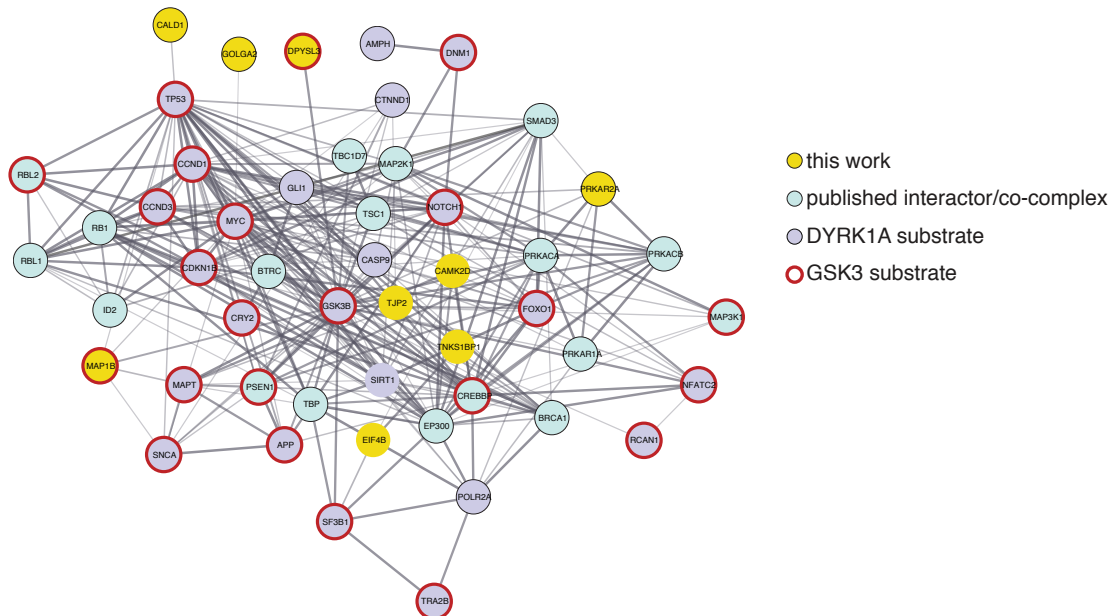 CALD1
GOLGA2
DPYSL3
AMPH
DNM1
TP53
CTNND1
SMAD3
RBL2
CCND1
TBC1D7
MAP2K1
GLI1
PRKAR2A
CCND3
MYC
TSC1
NOTCH1
RB1
RBL1
CDKN1B
BTRC
CASP9
CAMK2D
PRKACA
PRKACB
ID2
CRY2
GSK3B
TJP2
FOXO1
MAP3K1
MAP1B
TNKS1BP1
PRKAR1A
MAPT
PSEN1
SIRT1
CREBBP
NFATC2
TBP
EP300
BRCA1
SNCA
APP
EIF4B
RCAN1
POLR2A
SF3B1
TRA2B
this work
published interactor/co-complex
DYRK1A substrate
GSK3 substrate